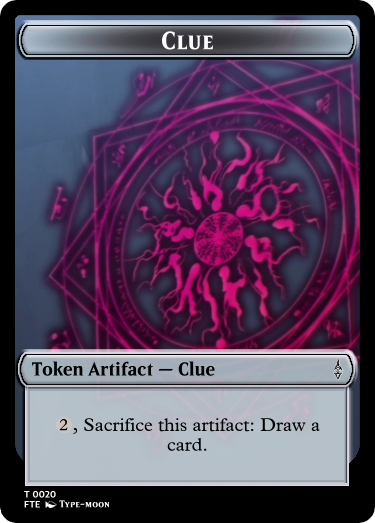 Clue
Token Artifact — Clue
2, Sacrifice this artifact: Draw a
card.
T 0020
FTE Type-moon